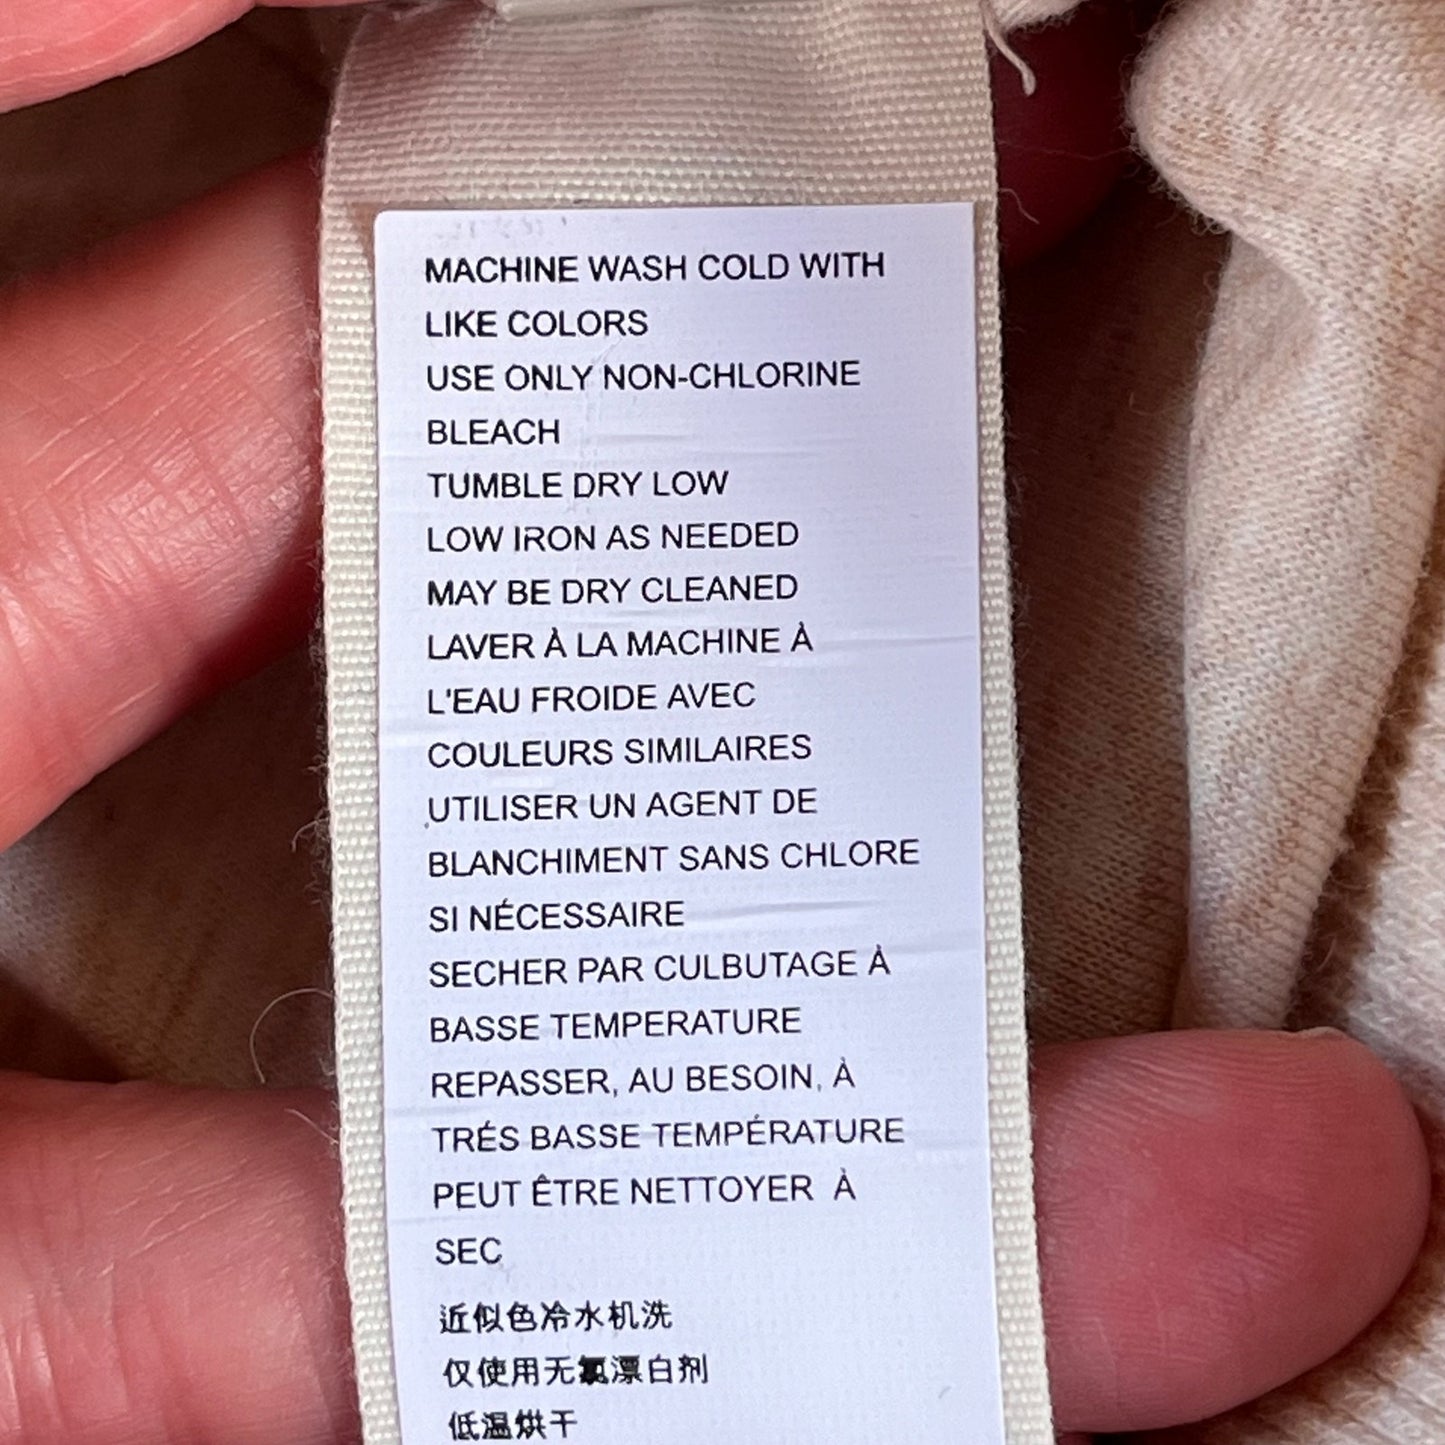 MACHINE WASH COLD WITH
LIKE COLORS
USE ONLY NON-CHLORINE
BLEACH
TUMBLE DRY LOW
LOW IRON AS NEEDED
MAY BE DRY CLEANED
LAVER À LA MACHINE À
L'EAU FROIDE AVEC
COULEURS SIMILAIRES
UTILISER UN AGENT DE
BLANCHIMENT SANS CHLORE
SI NÉCESSAIRE
SECHER PAR CULBUTAGE À
BASSE TEMPERATURE
REPASSER, AU BESOIN, À
TRÉS BASSE TEMPÉRATURE
PEUT ÊTRE NETTOYER À
SEC
近似色冷水机洗
仅使用无氯漂白剂
低温烘干